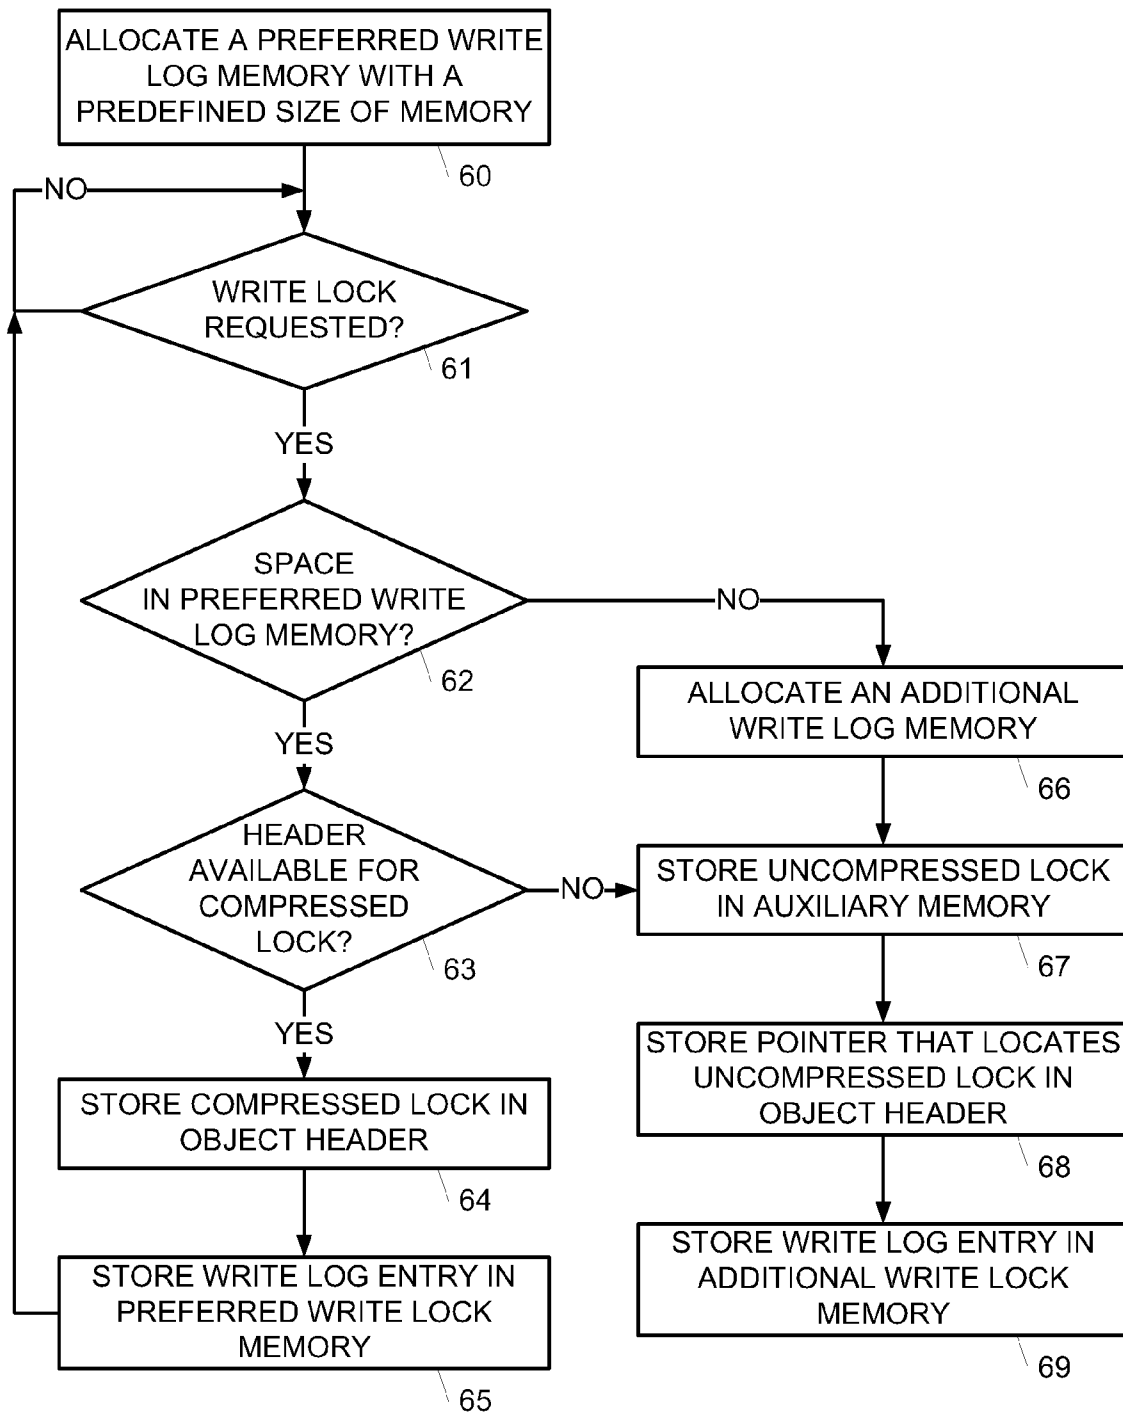 ALLOCATE A PREFERRED WRITE
LOG MEMORY WITH A
PREDEFINED SIZE OF MEMORY
60
NO
WRITE LOCK
REQUESTED?
61
YES
SPACE
IN PREFERRED WRITE
LOG MEMORY?
62
NO
YES
ALLOCATE AN ADDITIONAL
WRITE LOG MEMORY
66
HEADER
AVAILABLE FOR
COMPRESSED
LOCK?
63
NO
STORE UNCOMPRESSED LOCK
IN AUXILIARY MEMORY
67
YES
STORE POINTER THAT LOCATES
UNCOMPRESSED LOCK IN
OBJECT HEADER
68
STORE COMPRESSED LOCK IN
OBJECT HEADER
64
STORE WRITE LOG ENTRY IN
ADDITIONAL WRITE LOCK
MEMORY
69
STORE WRITE LOG ENTRY IN
PREFERRED WRITE LOCK
MEMORY
65